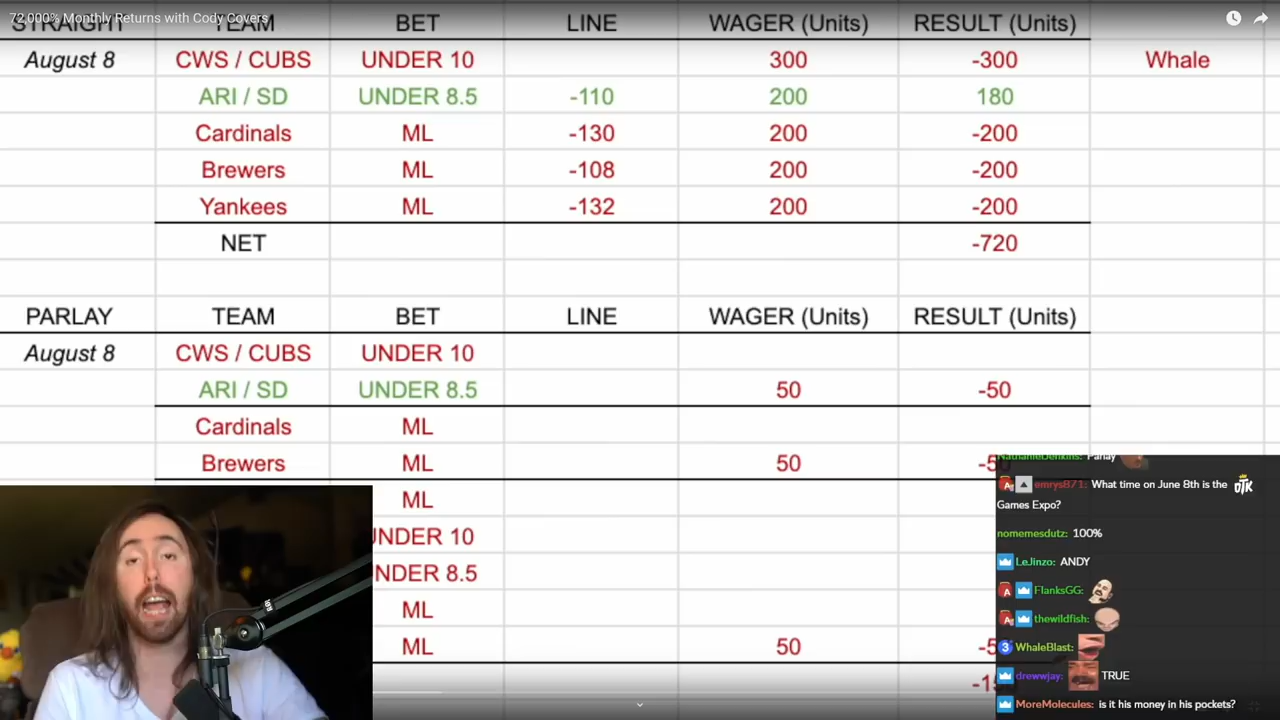 72,000% Monthly Returns with Cody Covers
STRAIGHT TEAM BET LINE WAGER (Units) RESULT (Units)
August 8 CWS / CUBS UNDER 10 300 -300 Whale
ARI / SD UNDER 8.5 -110 200 180
Cardinals ML -130 200 -200
Brewers ML -108 200 -200
Yankees ML -132 200 -200
NET -720
PARLAY TEAM BET LINE WAGER (Units) RESULT (Units)
August 8 CWS / CUBS UNDER 10
ARI / SD UNDER 8.5 50 -50
Cardinals ML
Brewers ML 50 -5
ML
NDER 10
NDER 8.5
ML
ML 50 -5
-1
Parlay
emrys871: What time on June 8th is the
Games Expo?
nomemesdutz: 100%
LeJinzo: ANDY
FlanksGG:
thewildfish:
WhaleBlast:
drewwjay: TRUE
MoreMolecules: is it his money in his pockets?